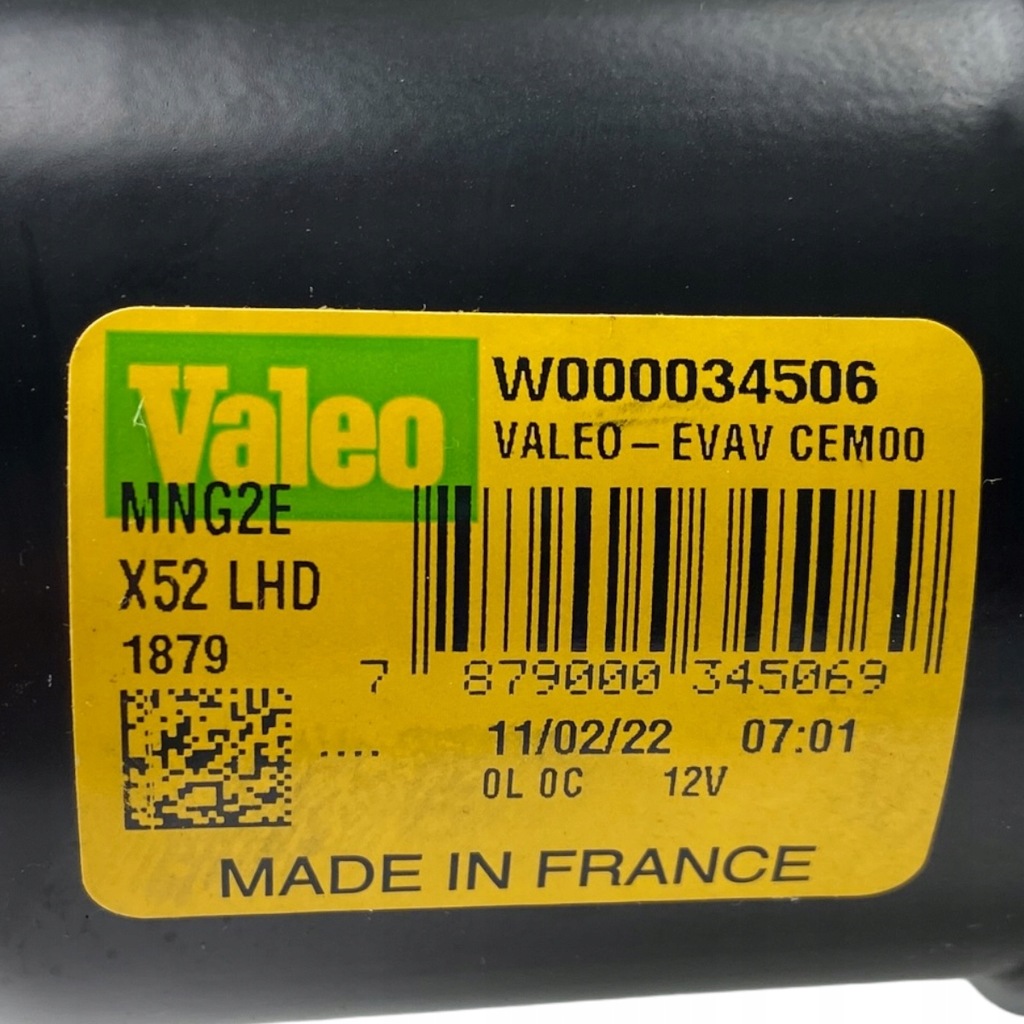 Valeo
W000034506
VALEO – EVAV CEM00
MNG2E
X52 LHD
1879
7 879000 345069
.... 11/02/22 07:01
0L 0C 12V
MADE IN FRANCE